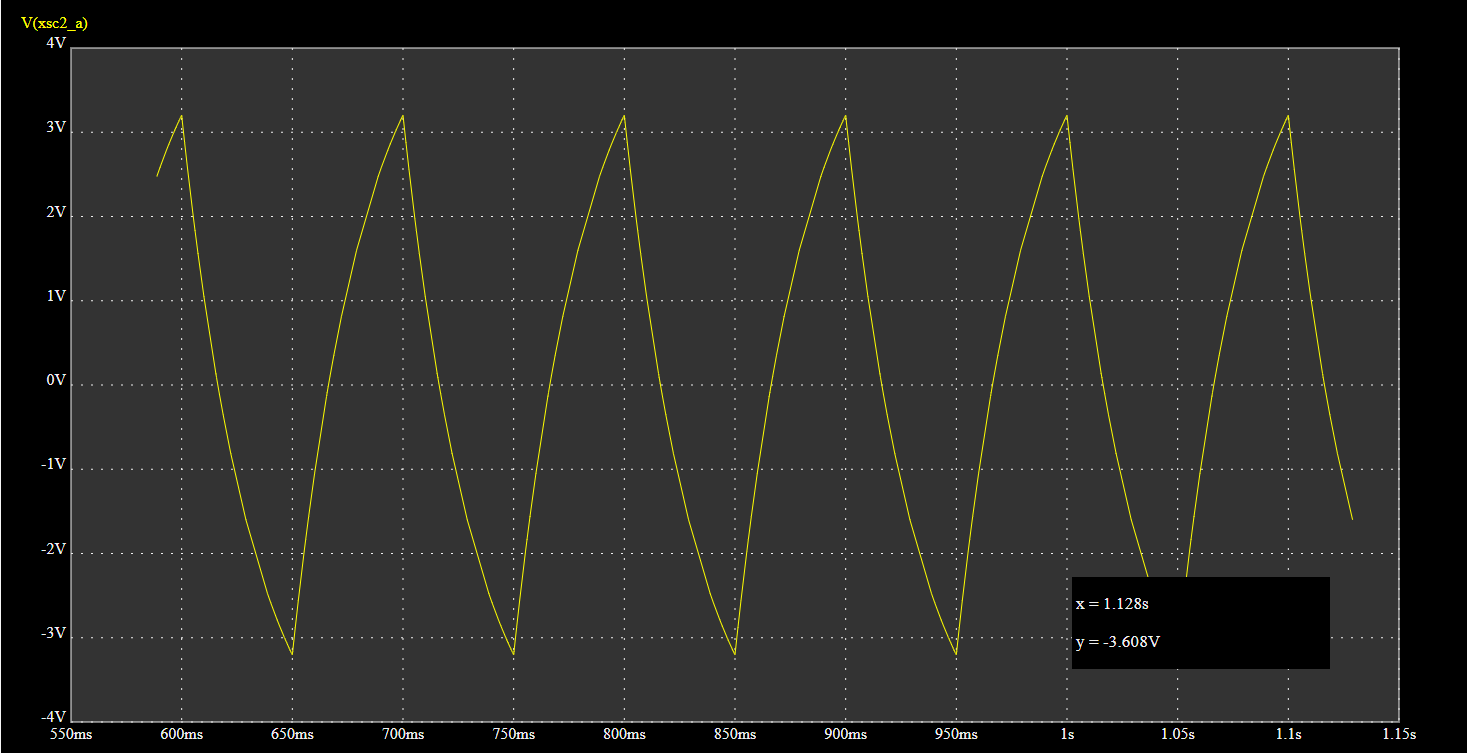 V(xsc2_a)
4V
3V
2V
1V
0V
-1V
-2V
-3V
-4V
x = 1.128s
y = -3.608V
550ms 600ms 650ms 700ms 750ms 800ms 850ms 900ms 950ms 1s 1.05s 1.1s 1.15s